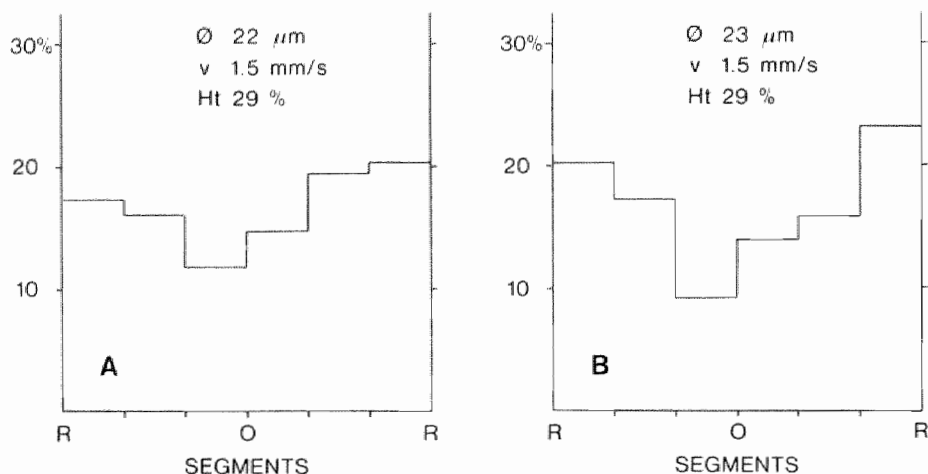 30%
20
10
Ø 22 μm
v 1.5 mm/s
Ht 29 %
A
R O R
SEGMENTS
30%
20
10
Ø 23 μm
v 1.5 mm/s
Ht 29 %
B
R O R
SEGMENTS